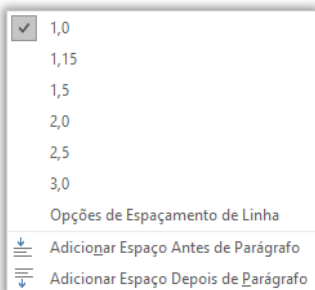 1,0
1,15
1,5
2,0
2,5
3,0
Opções de Espaçamento de Linha
Adicionar Espaço Antes de Parágrafo
Adicionar Espaço Depois de Parágrafo